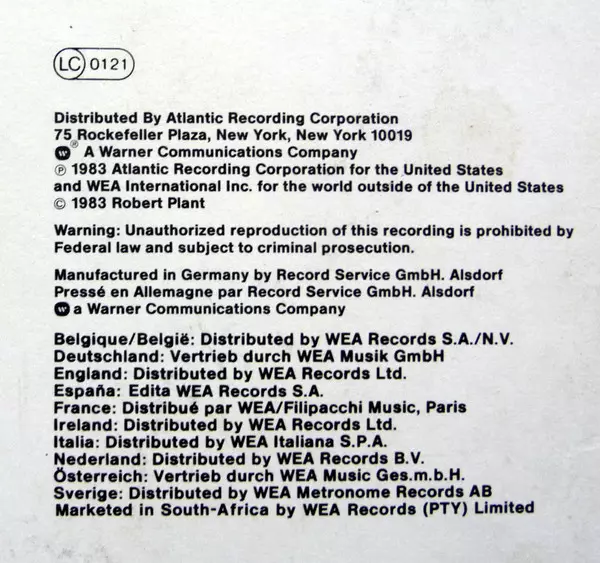 LC 0121
Distributed By Atlantic Recording Corporation
75 Rockefeller Plaza, New York, New York 10019
® A Warner Communications Company
℗ 1983 Atlantic Recording Corporation for the United States
and WEA International Inc. for the world outside of the United States
© 1983 Robert Plant
Warning: Unauthorized reproduction of this recording is prohibited by
Federal law and subject to criminal prosecution.
Manufactured in Germany by Record Service GmbH. Alsdorf
Pressé en Allemagne par Record Service GmbH. Alsdorf
a Warner Communications Company
Belgique/België: Distributed by WEA Records S.A./N.V.
Deutschland: Vertrieb durch WEA Musik GmbH
England: Distributed by WEA Records Ltd.
España: Edita WEA Records S.A.
France: Distribué par WEA/Filipacchi Music, Paris
Ireland: Distributed by WEA Records Ltd.
Italia: Distributed by WEA Italiana S.P.A.
Nederland: Distributed by WEA Records B.V.
Österreich: Vertrieb durch WEA Music Ges.m.b.H.
Sverige: Distributed by WEA Metronome Records AB
Marketed in South-Africa by WEA Records (PTY) Limited